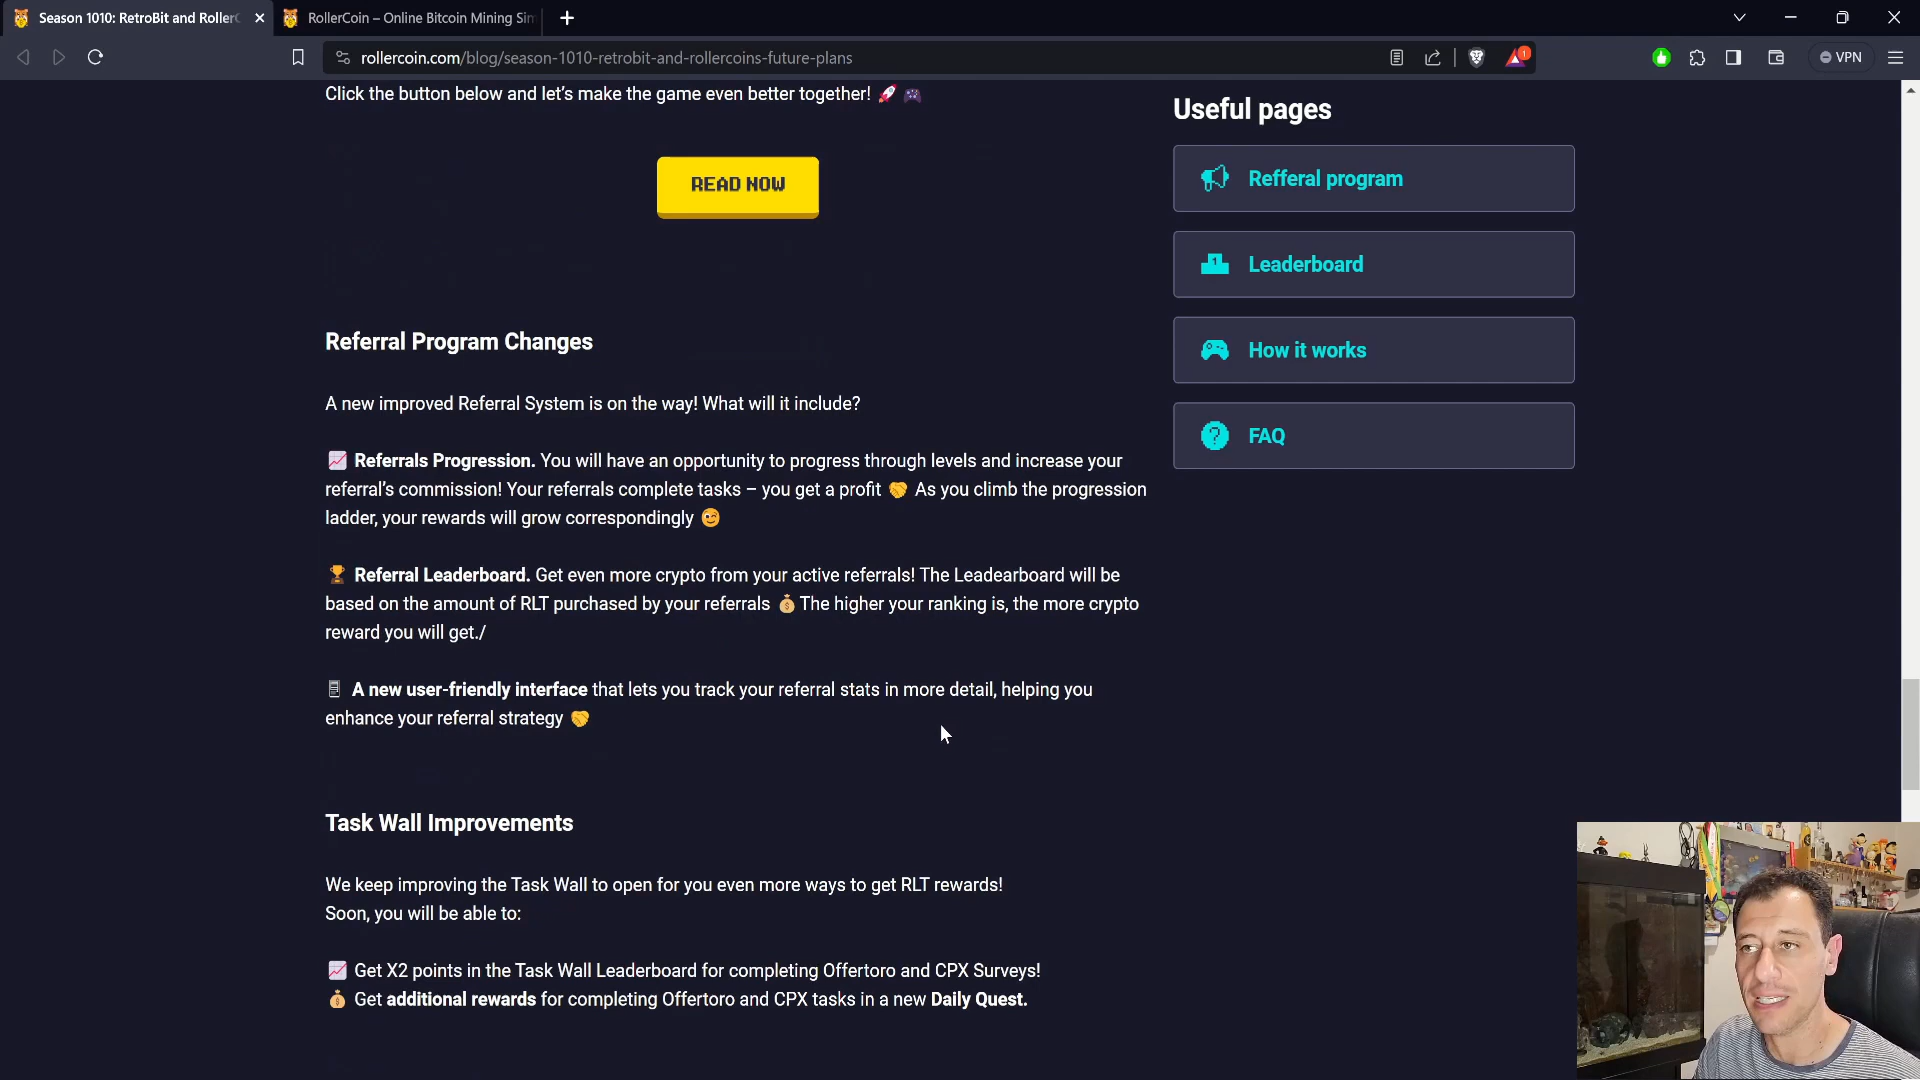 Season 1010: RetroBit and RollerC
RollerCoin – Online Bitcoin Mining Sim
rollercoin.com/blog/season-1010-retrobit-and-rollercoins-future-plans
1
VPN
Click the button below and let’s make the game even better together! 🚀 🎮
READ NOW
Referral Program Changes
A new improved Referral System is on the way! What will it include?
📈 Referrals Progression. You will have an opportunity to progress through levels and increase your
referral’s commission! Your referrals complete tasks – you get a profit 🤝 As you climb the progression
ladder, your rewards will grow correspondingly 😉
🏆 Referral Leaderboard. Get even more crypto from your active referrals! The Leadearboard will be
based on the amount of RLT purchased by your referrals 💰The higher your ranking is, the more crypto
reward you will get./
🖥 A new user-friendly interface that lets you track your referral stats in more detail, helping you
enhance your referral strategy 🤝
Task Wall Improvements
We keep improving the Task Wall to open for you even more ways to get RLT rewards!
Soon, you will be able to:
📈 Get X2 points in the Task Wall Leaderboard for completing Offertoro and CPX Surveys!
💰 Get additional rewards for completing Offertoro and CPX tasks in a new Daily Quest.
Useful pages
Refferal program
Leaderboard
How it works
FAQ